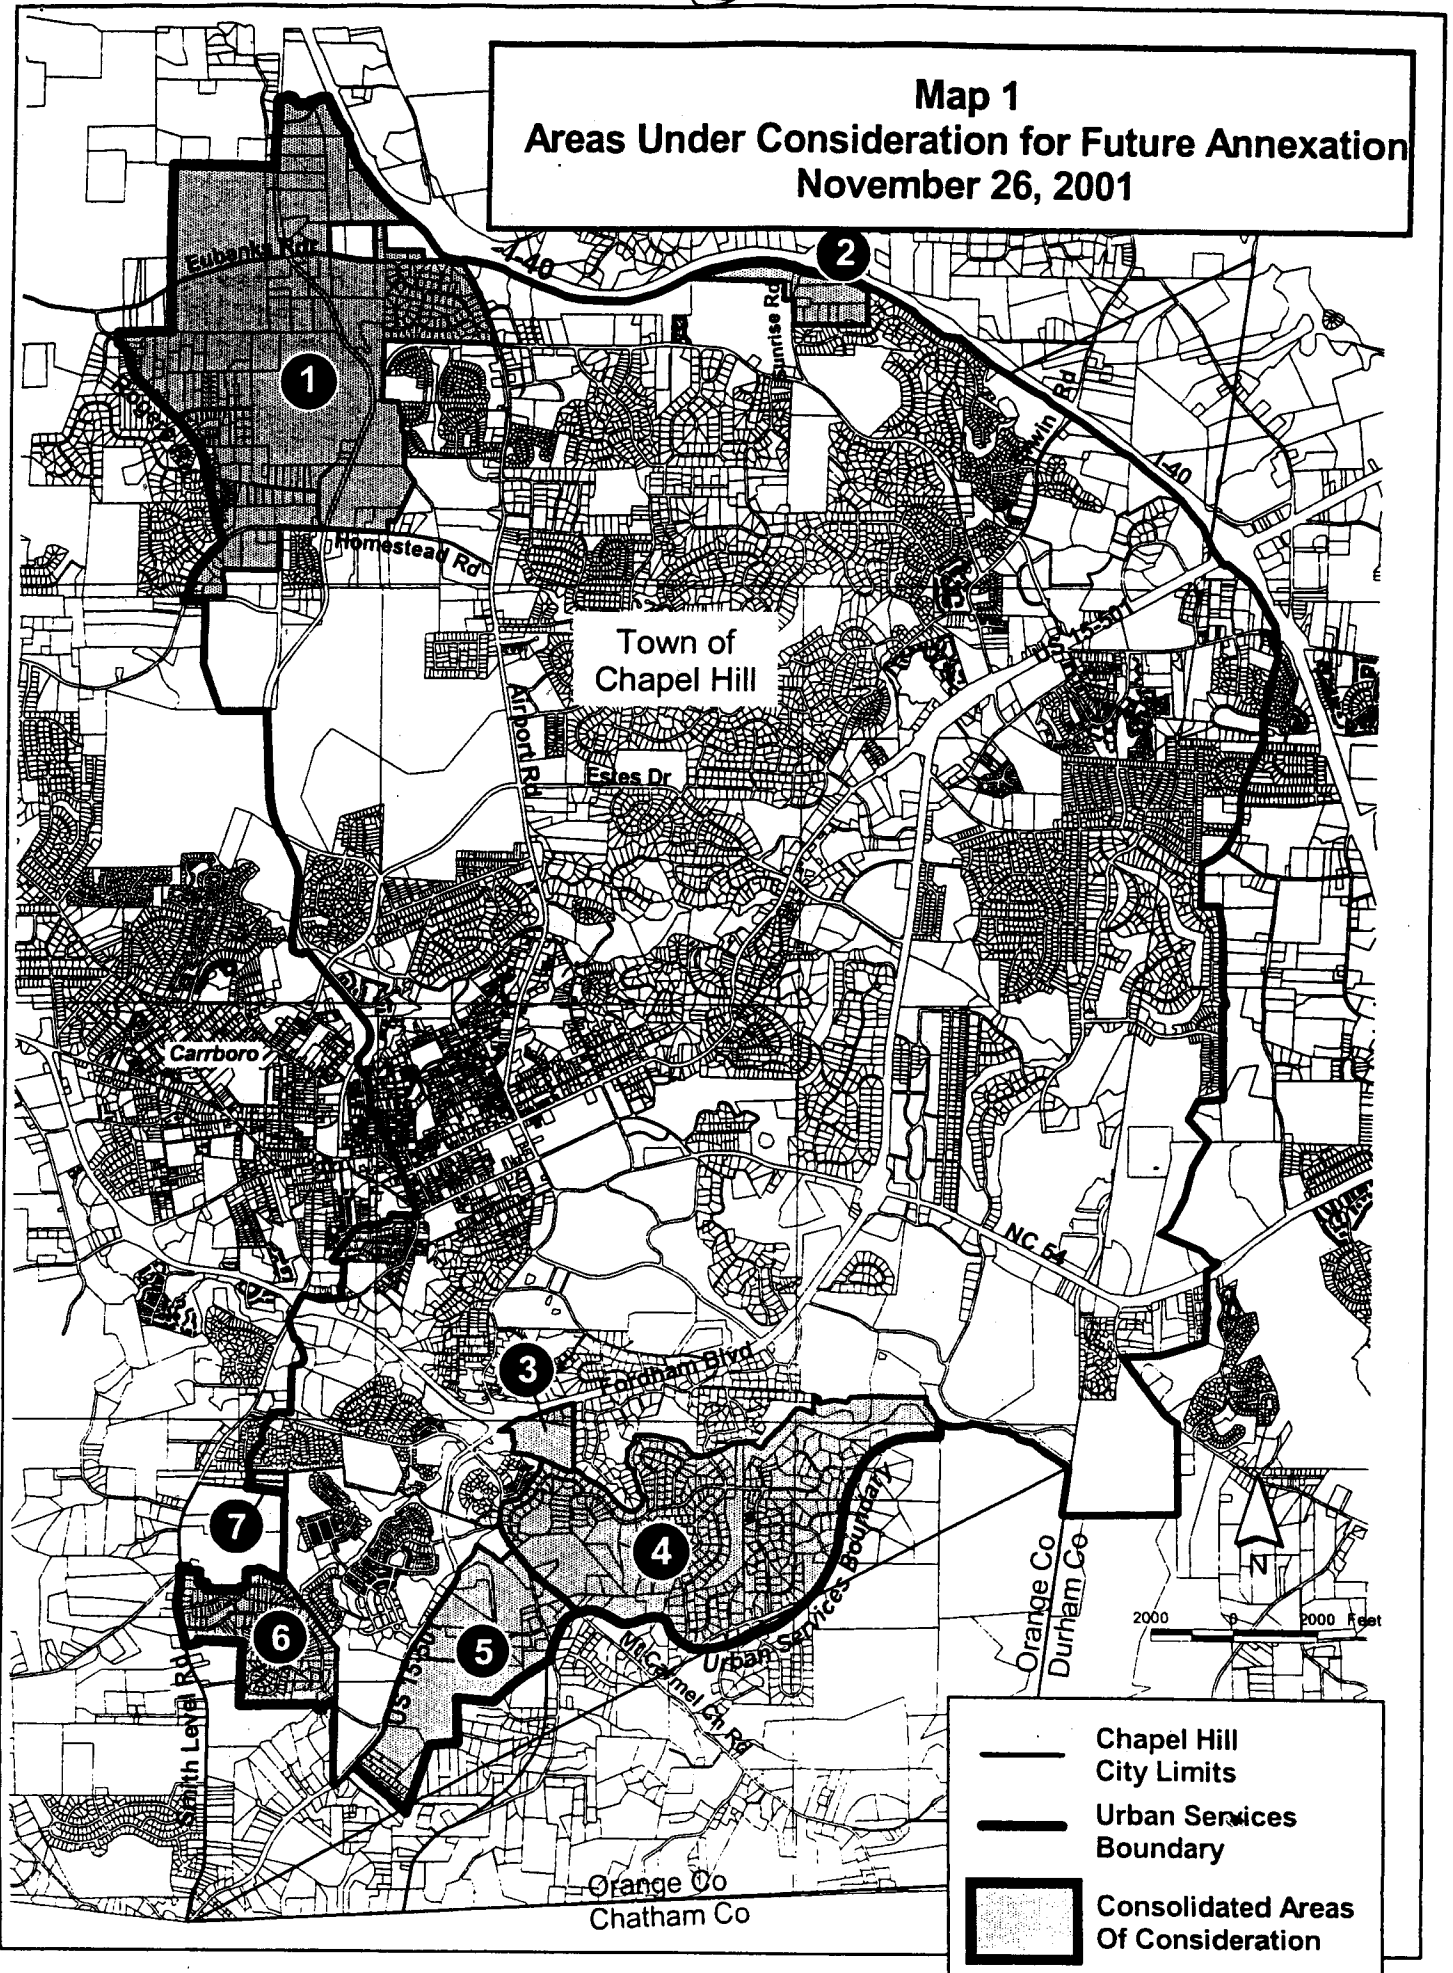 Map 1
Areas Under Consideration for Future Annexation
November 26, 2001
2
I-40
Eubanks Rd
Sunrise Rd
1
Rogers Rd
Erwin Rd
I-40
Homestead Rd
Town of
Chapel Hill
US 15-501
Airport Rd
Estes Dr
Carrboro
NC 54
3
Fordham Blvd
7
4
Urban Services Boundary
6
5
US 15-501
Mt Carmel Ch Rd
Smith Level Rd
Orange Co
Durham Co
N
2000 0 2000 Feet
Chapel Hill
City Limits
Urban Services
Boundary
Consolidated Areas
Of Consideration
Orange Co
Chatham Co